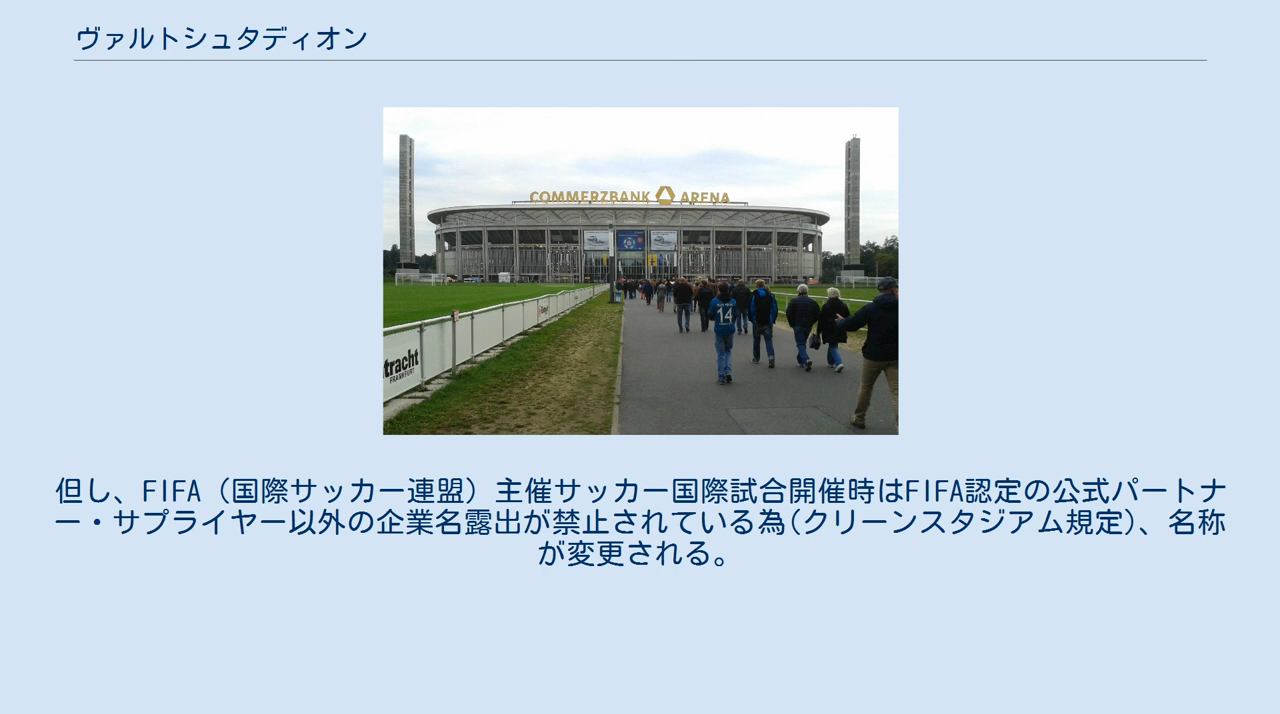 ヴァルトシュタディオン
COMMERZBANK ARENA
14
tracht
FRANKFURT
但し、FIFA（国際サッカー連盟）主催サッカー国際試合開催時はFIFA認定の公式パートナ
ー・サプライヤー以外の企業名露出が禁止されている為(クリーンスタジアム規定)、名称
が変更される。